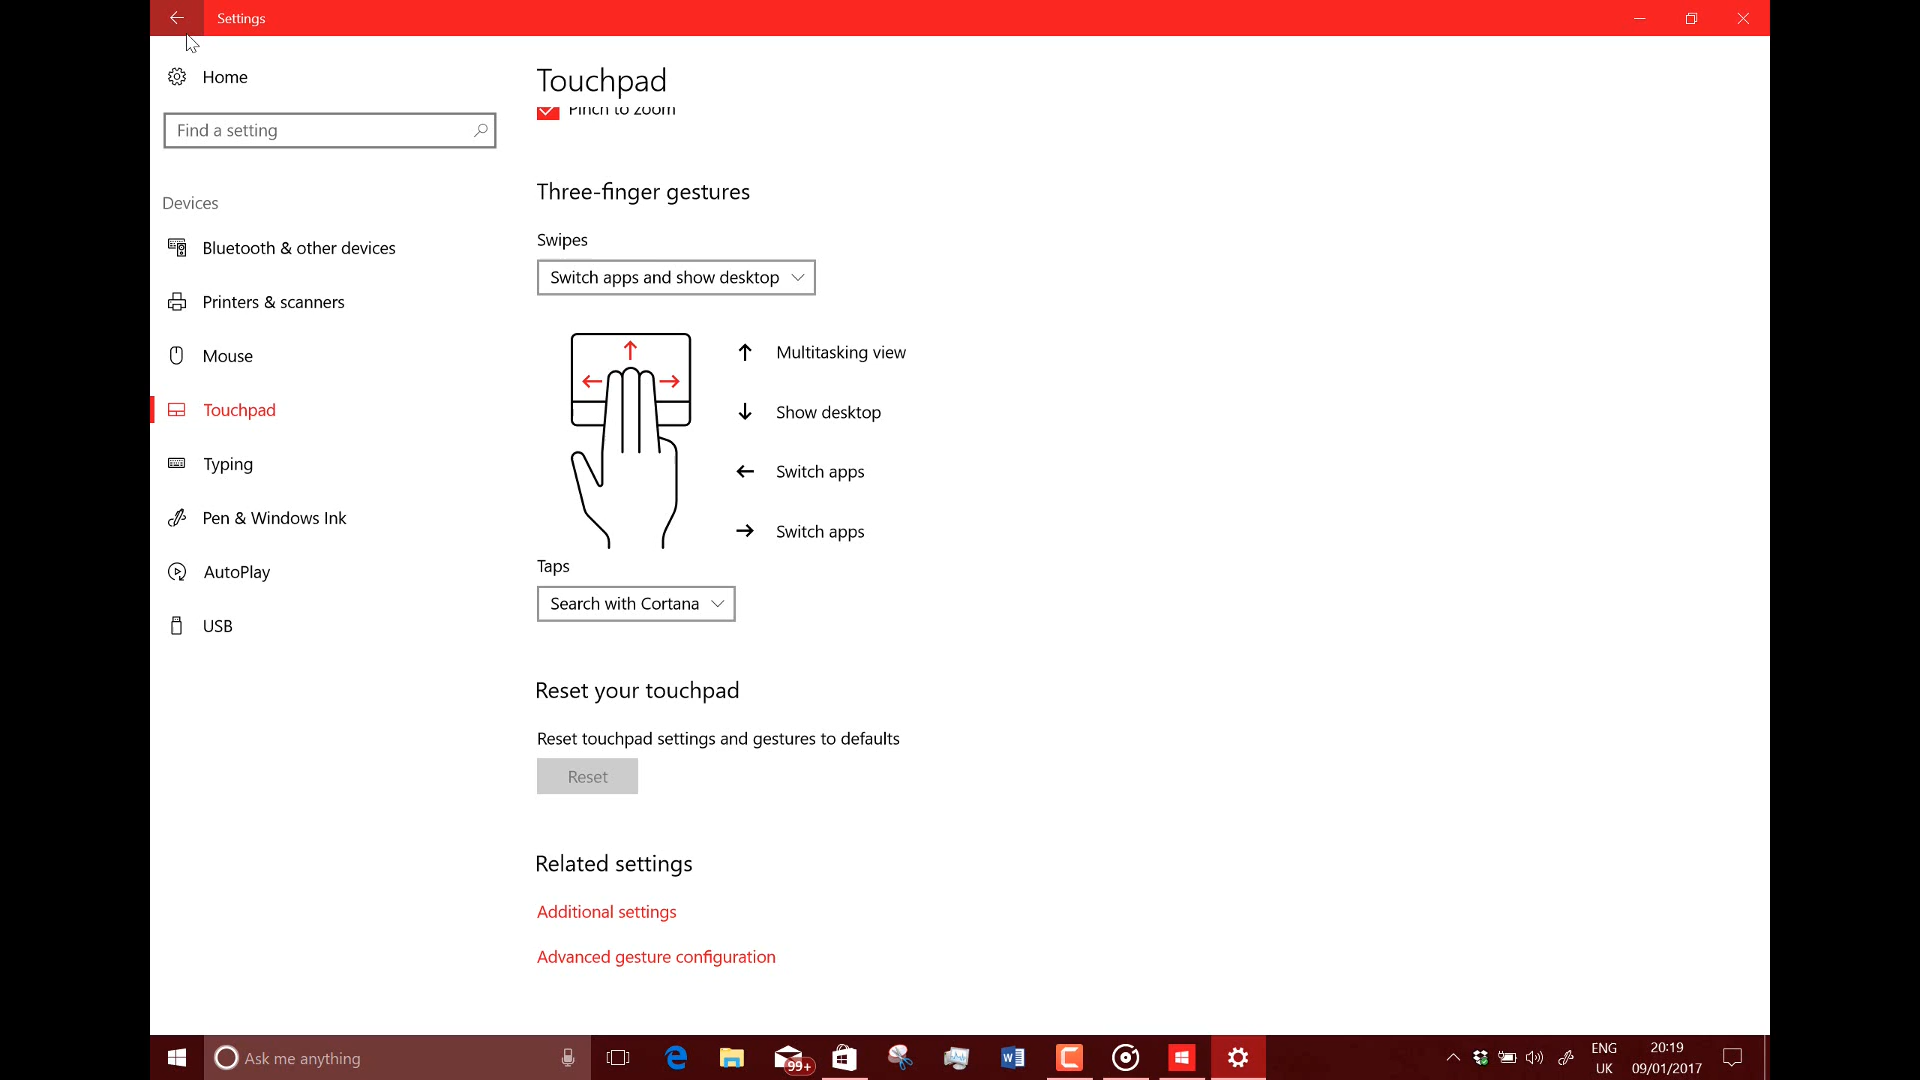 Settings
Home
Find a setting
Devices
Bluetooth & other devices
Printers & scanners
Mouse
Touchpad
Typing
Pen & Windows Ink
AutoPlay
USB
Touchpad
Pinch to zoom
Three-finger gestures
Swipes
Switch apps and show desktop
Multitasking view
Show desktop
Switch apps
Switch apps
Taps
Search with Cortana
Reset your touchpad
Reset touchpad settings and gestures to defaults
Reset
Related settings
Additional settings
Advanced gesture configuration
Ask me anything
99+
ENG
UK
20:19
09/01/2017